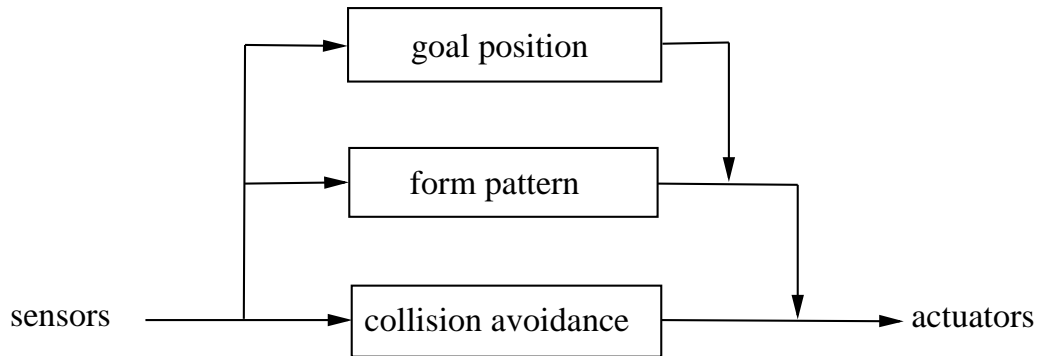 goal position
form pattern
sensors
collision avoidance
actuators